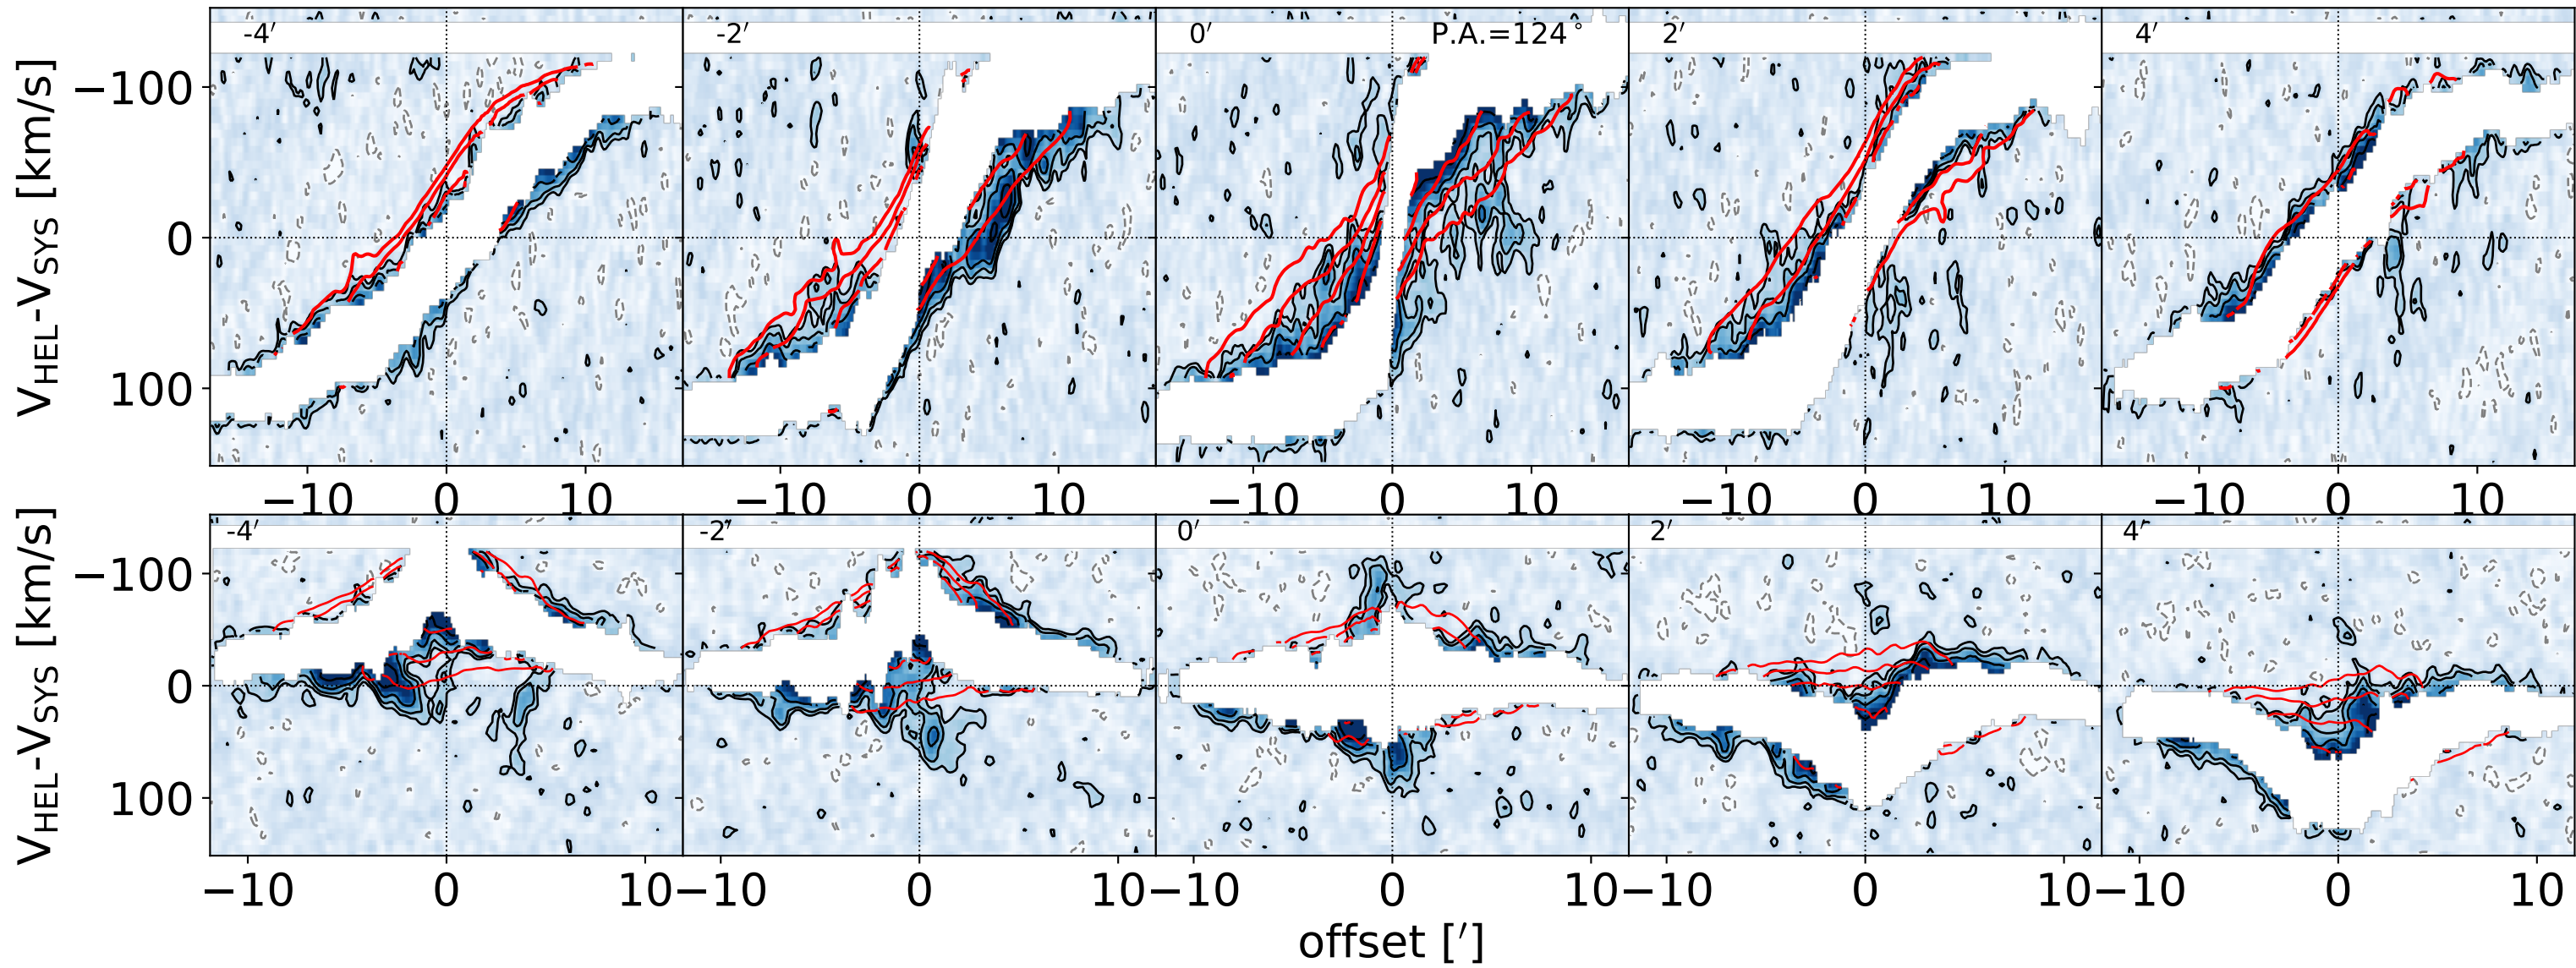 -4′ -2′ 0′ P.A.=124° 2′ 4′
V_HEL-V_SYS [km/s]
−100
0
100
−10 0 10 −10 0 10 −10 0 10 −10 0 10 −10 0 10
-4′ -2′ 0′ 2′ 4′
V_HEL-V_SYS [km/s]
−100
0
100
−10 0 10 −10 0 10 −10 0 10 −10 0 10 −10 0 10
offset [′]